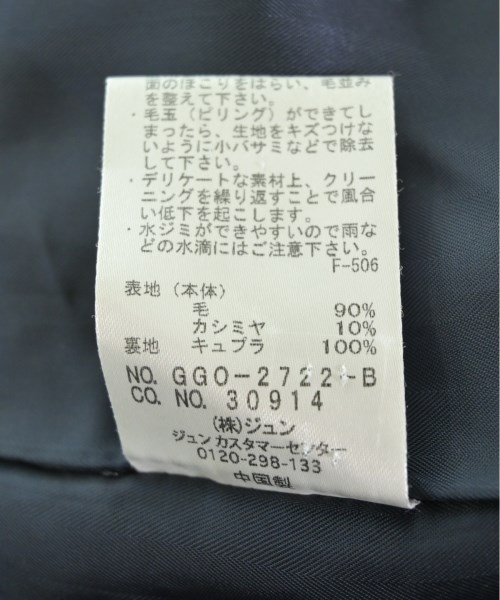 面のほこりをはらい、毛並み
を整えて下さい。
・毛玉（ピリング）ができてし
まったら、生地をキズつけな
いように小バサミなどで除去
して下さい。
・デリケートな素材上、クリー
ニングを繰り返すことで風合
い低下を起こします。
・水ジミができやすいので雨な
どの水滴にはご注意下さい。
F-506
表地（本体）
毛 90%
カシミヤ 10%
裏地 キュプラ 100%
NO. GGO-2722-B
CO. NO. 30914
(株)ジュン
ジュン カスタマーセンター
0120-298-133
中国製